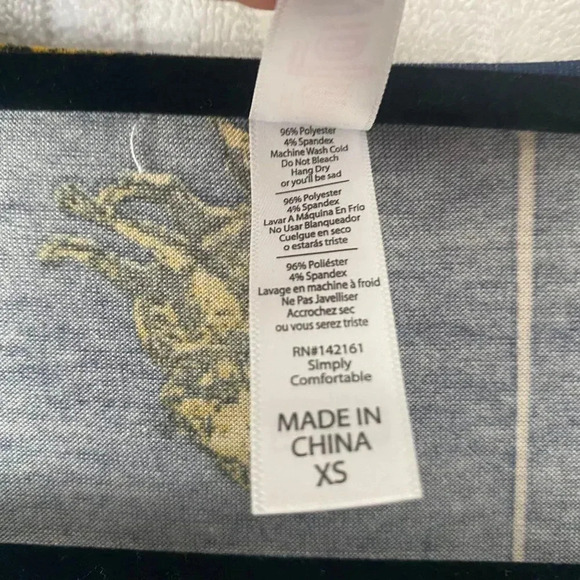 96% Polyester
4% Spandex
Machine Wash Cold
Do Not Bleach
Hang Dry
or you'll be sad
96% Polyester
4% Spandex
Lavar A Máquina En Frio
No Usar Blanqueador
Cuelgue en seco
o estarás triste
96% Poliéster
4% Spandex
Lavage en machine à froid
Ne Pas Javelliser
Accrochez sec
ou vous serez triste
RN#142161
Simply
Comfortable
MADE IN
CHINA
XS